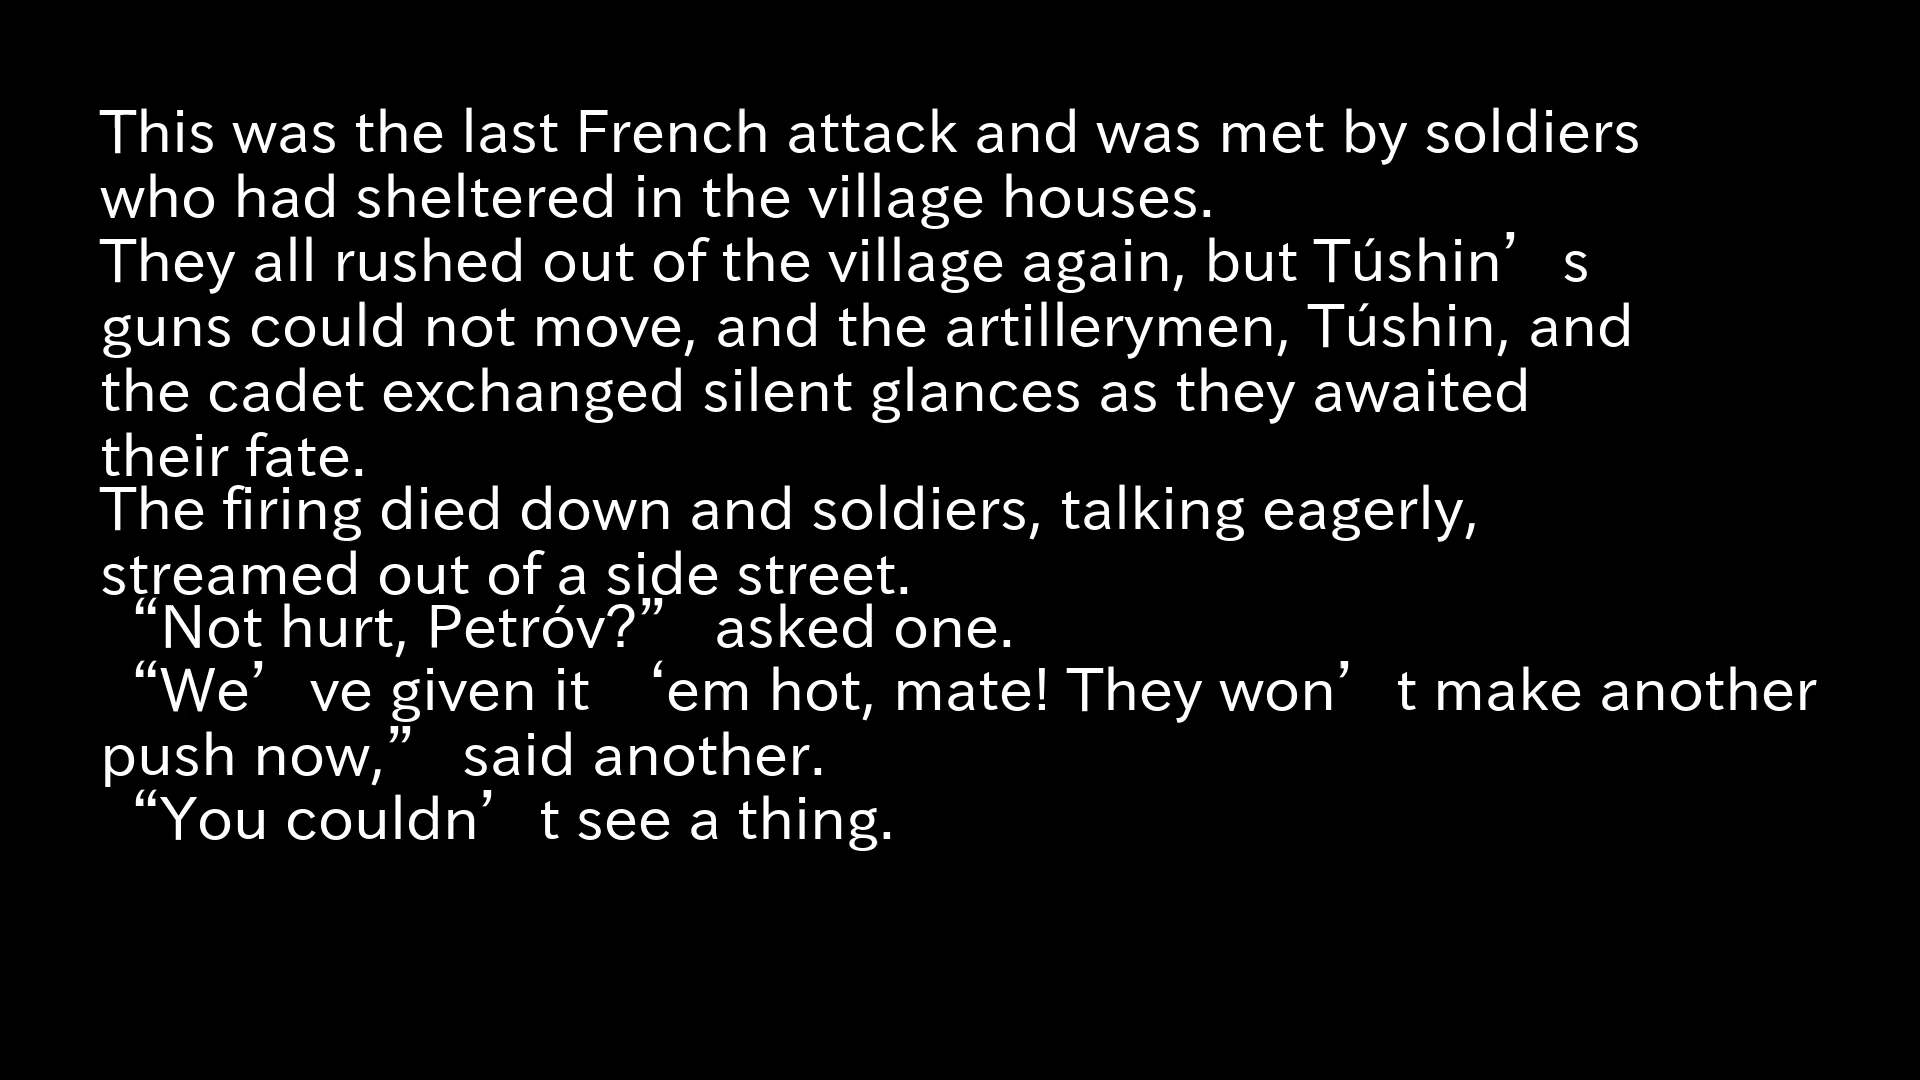 This was the last French attack and was met by soldiers
who had sheltered in the village houses.
They all rushed out of the village again, but Túshin’s
guns could not move, and the artillerymen, Túshin, and
the cadet exchanged silent glances as they awaited
their fate.
The firing died down and soldiers, talking eagerly,
streamed out of a side street.
“Not hurt, Petróv?” asked one.
“We’ve given it ‘em hot, mate! They won’t make another
push now,” said another.
“You couldn’t see a thing.